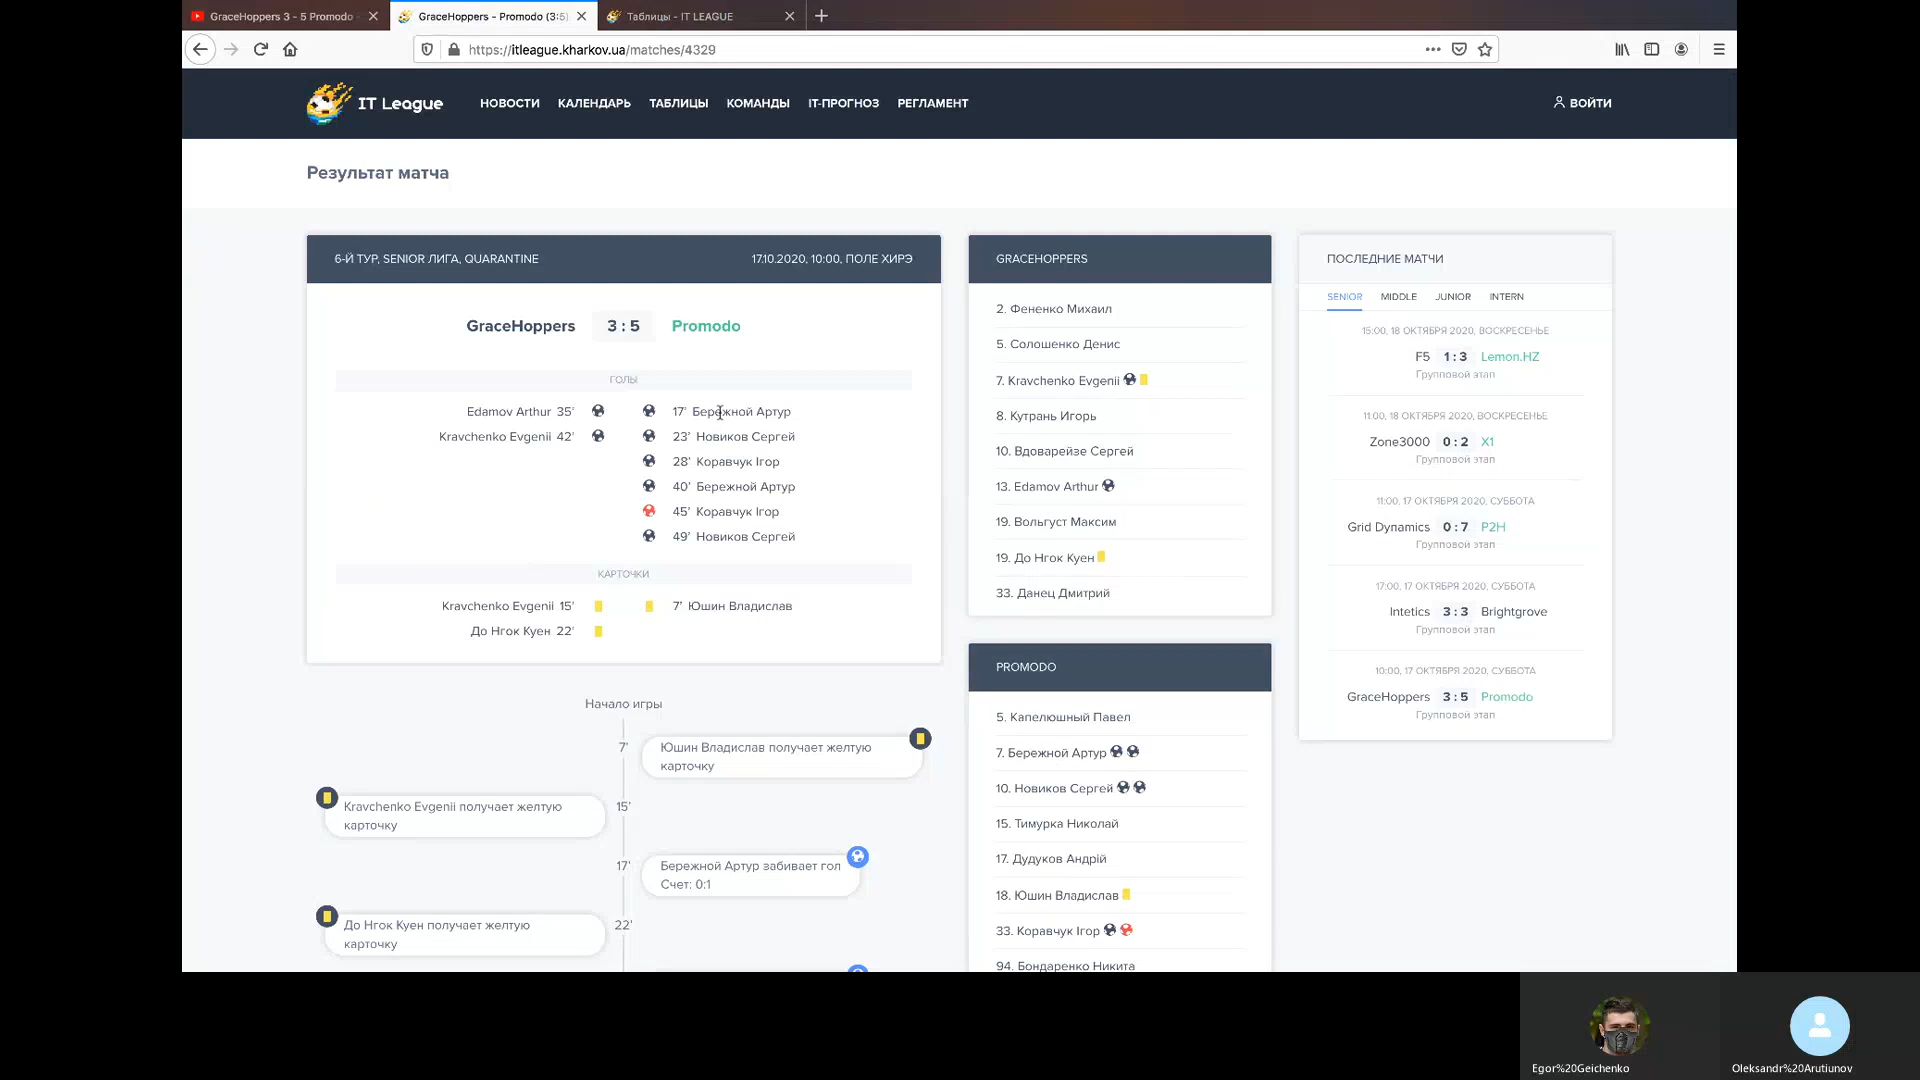 GraceHoppers 3 - 5 Promodo
GraceHoppers - Promodo (3:5)
Таблицы - IT LEAGUE
https://itleague.kharkov.ua/matches/4329
IT League
НОВОСТИ
КАЛЕНДАРЬ
ТАБЛИЦЫ
КОМАНДЫ
IT-ПРОГНОЗ
РЕГЛАМЕНТ
ВОЙТИ
Результат матча
6-Й ТУР, SENIOR ЛИГА, QUARANTINE
17.10.2020, 10:00, ПОЛЕ ХИРЭ
GraceHoppers 3 : 5 Promodo
ГОЛЫ
Edamov Arthur 35' 17' Бережной Артур
Kravchenko Evgenii 42' 23' Новиков Сергей
28' Коравчук Ігор
40' Бережной Артур
45' Коравчук Ігор
49' Новиков Сергей
КАРТОЧКИ
Kravchenko Evgenii 15' 7' Юшин Владислав
До Нгок Куен 22'
Начало игры
7' Юшин Владислав получает желтую
карточку
Kravchenko Evgenii получает желтую 15'
карточку
17' Бережной Артур забивает гол
Счет: 0:1
До Нгок Куен получает желтую 22'
карточку
GRACEHOPPERS
2. Фененко Михаил
5. Солошенко Денис
7. Kravchenko Evgenii
8. Кутрань Игорь
10. Вдоварейзе Сергей
13. Edamov Arthur
19. Вольгуст Максим
19. До Нгок Куен
33. Данец Дмитрий
PROMODO
5. Капелюшный Павел
7. Бережной Артур
10. Новиков Сергей
15. Тимурка Николай
17. Дудуков Андрій
18. Юшин Владислав
33. Коравчук Ігор
94. Бондаренко Никита
ПОСЛЕДНИЕ МАТЧИ
SENIOR MIDDLE JUNIOR INTERN
15:00, 18 ОКТЯБРЯ 2020, ВОСКРЕСЕНЬЕ
F5 1 : 3 Lemon.HZ
Групповой этап
11:00, 18 ОКТЯБРЯ 2020, ВОСКРЕСЕНЬЕ
Zone3000 0 : 2 X1
Групповой этап
11:00, 17 ОКТЯБРЯ 2020, СУББОТА
Grid Dynamics 0 : 7 P2H
Групповой этап
17:00, 17 ОКТЯБРЯ 2020, СУББОТА
Intetics 3 : 3 Brightgrove
Групповой этап
10:00, 17 ОКТЯБРЯ 2020, СУББОТА
GraceHoppers 3 : 5 Promodo
Групповой этап
Egor%20Geichenko
Oleksandr%20Arutiunov